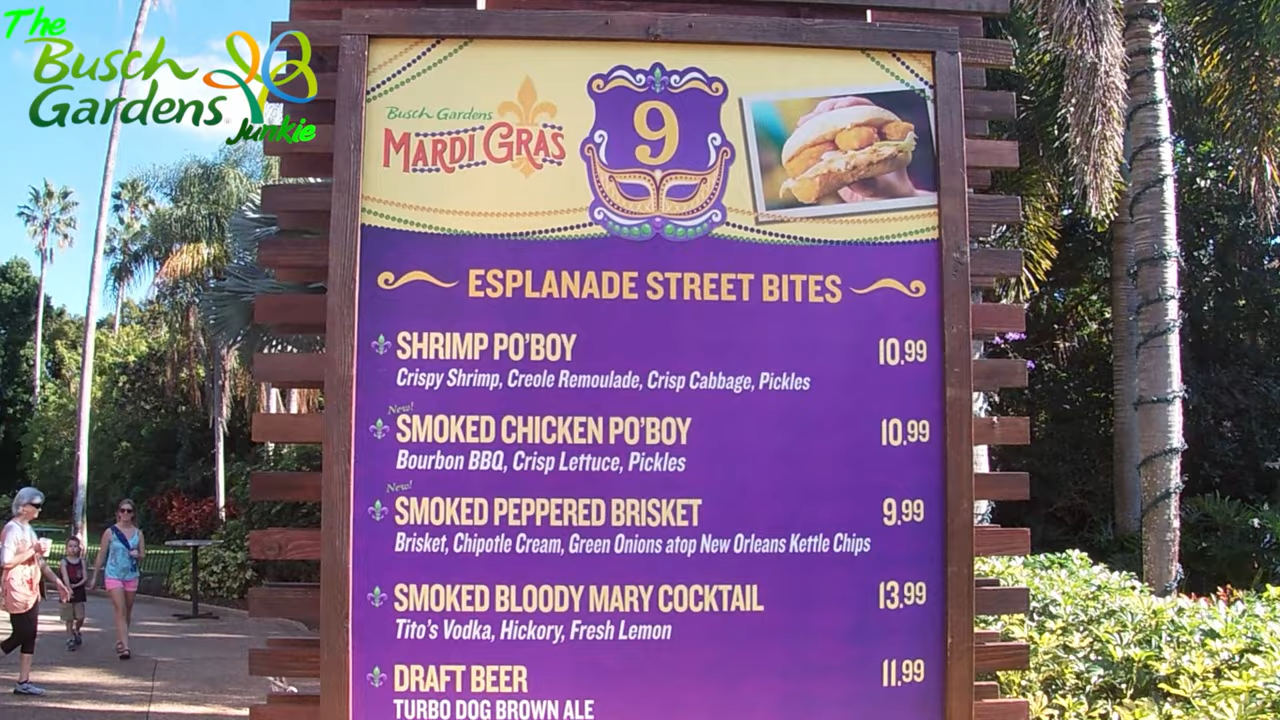 The
Busch
Gardens
Junkie
Busch Gardens
MARDI GRAS
9
ESPLANADE STREET BITES
SHRIMP PO'BOY 10.99
Crispy Shrimp, Creole Remoulade, Crisp Cabbage, Pickles
New!
SMOKED CHICKEN PO'BOY 10.99
Bourbon BBQ, Crisp Lettuce, Pickles
New!
SMOKED PEPPERED BRISKET 9.99
Brisket, Chipotle Cream, Green Onions atop New Orleans Kettle Chips
SMOKED BLOODY MARY COCKTAIL 13.99
Tito's Vodka, Hickory, Fresh Lemon
DRAFT BEER 11.99
TURBO DOG BROWN ALE